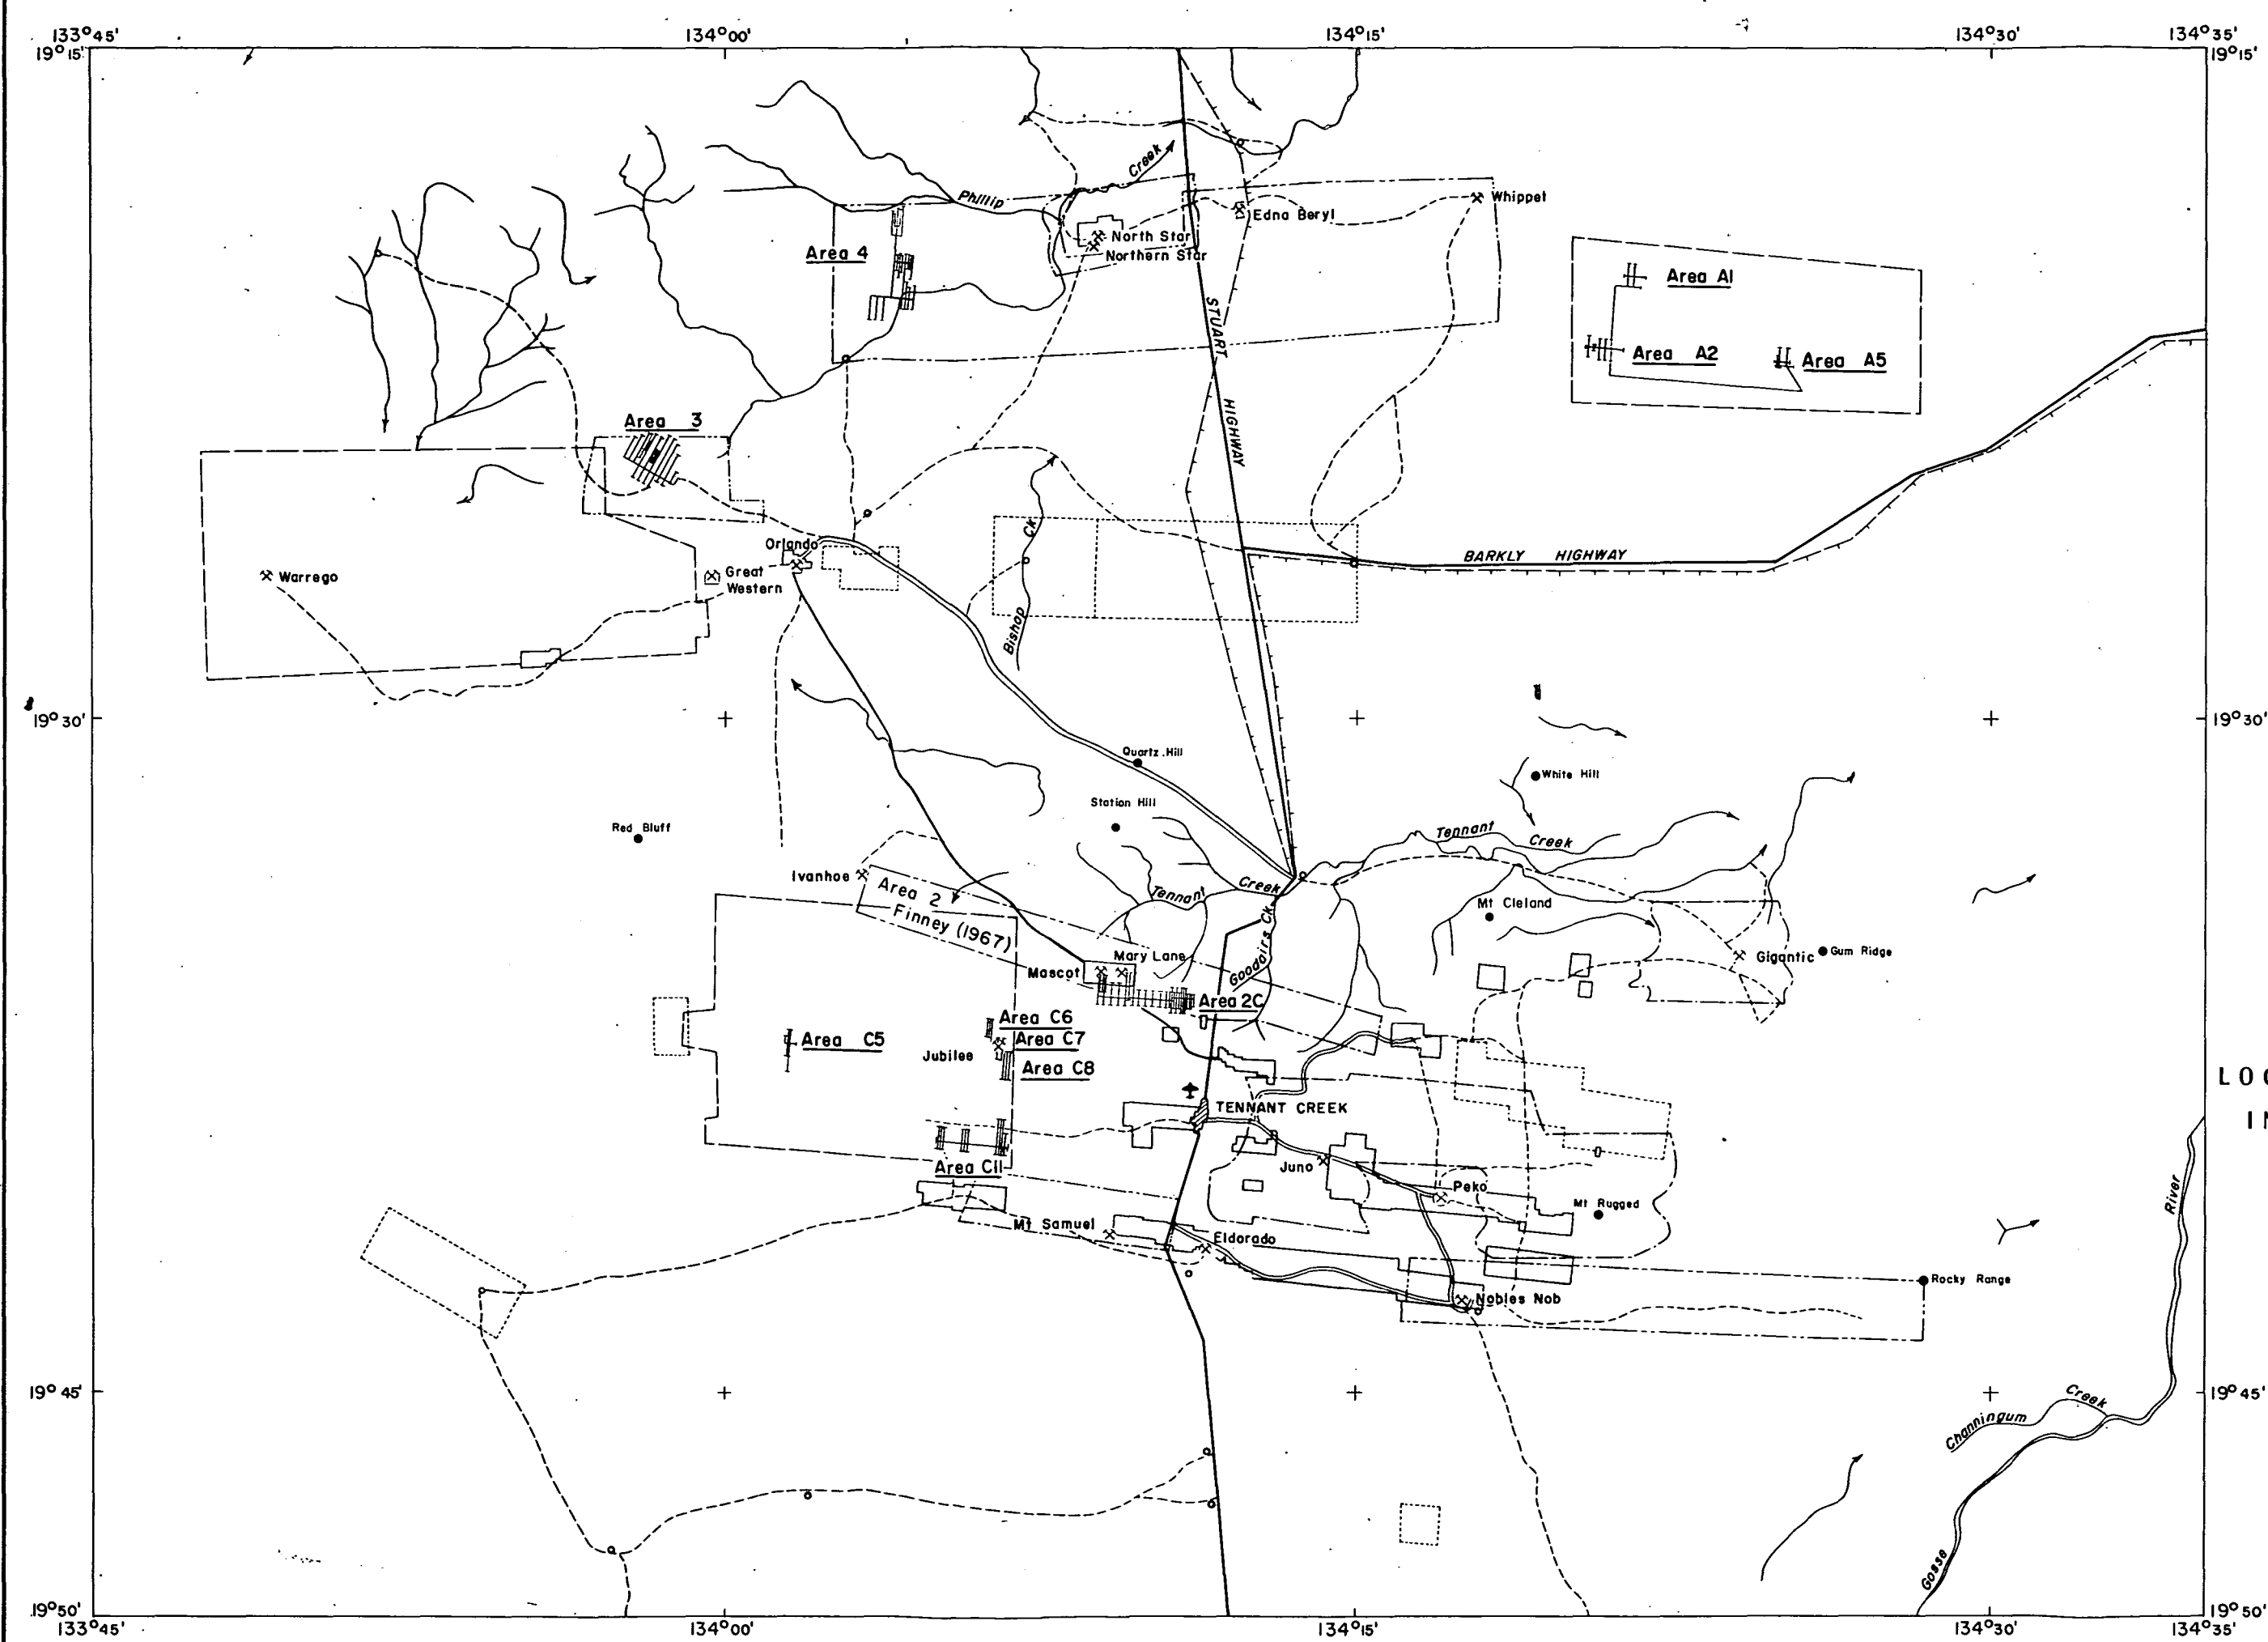 133°45'
134°00'
134°15'
134°30'
134°35'
19°15'
19°15'
Creek
Phillip
Whippet
Edna Beryl
North Star
Northern Star
Area 4
Area A1
STUART
Area A2
Area A5
HIGHWAY
Area 3
Ck
Orlando
BARKLY HIGHWAY
Great
Western
Warrego
Bishop
19°30'
19°30'
Quartz Hill
White Hill
Station Hill
Red Bluff
Tennant
Creek
Ivanhoe
Area 2
Finney (1967)
Tennant
Creek
Goodairs Ck
Mt Cleland
Mary Lane
Mascot
Gigantic
Gum Ridge
Area 2C
Area C6
Area C7
Area C5
Jubilee
Area C8
LOC
IN
TENNANT CREEK
Area C11
Juno
Peko
Mt Rugged
River
Mt Samuel
Eldorado
Rocky Range
Nobles Nob
19°45'
19°45'
Creek
Channingum
Gosse
19°50'
19°50'
133°45'
134°00'
134°15'
134°30'
134°35'